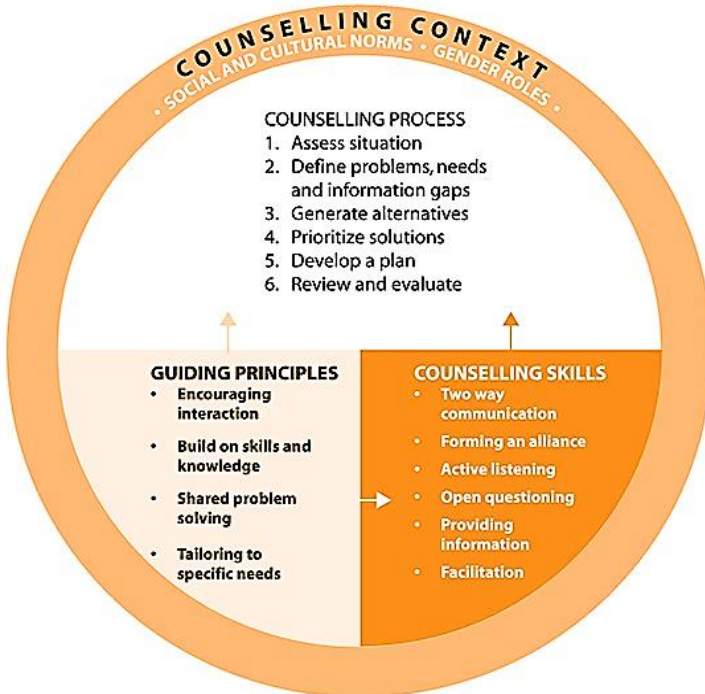 COUNSELLING CONTEXT
• SOCIAL AND CULTURAL NORMS • GENDER ROLES •
COUNSELLING PROCESS
1. Assess situation
2. Define problems, needs
and information gaps
3. Generate alternatives
4. Prioritize solutions
5. Develop a plan
6. Review and evaluate
GUIDING PRINCIPLES
• Encouraging
interaction
• Build on skills and
knowledge
• Shared problem
solving
• Tailoring to
specific needs
COUNSELLING SKILLS
• Two way
communication
• Forming an alliance
• Active listening
• Open questioning
• Providing
information
• Facilitation